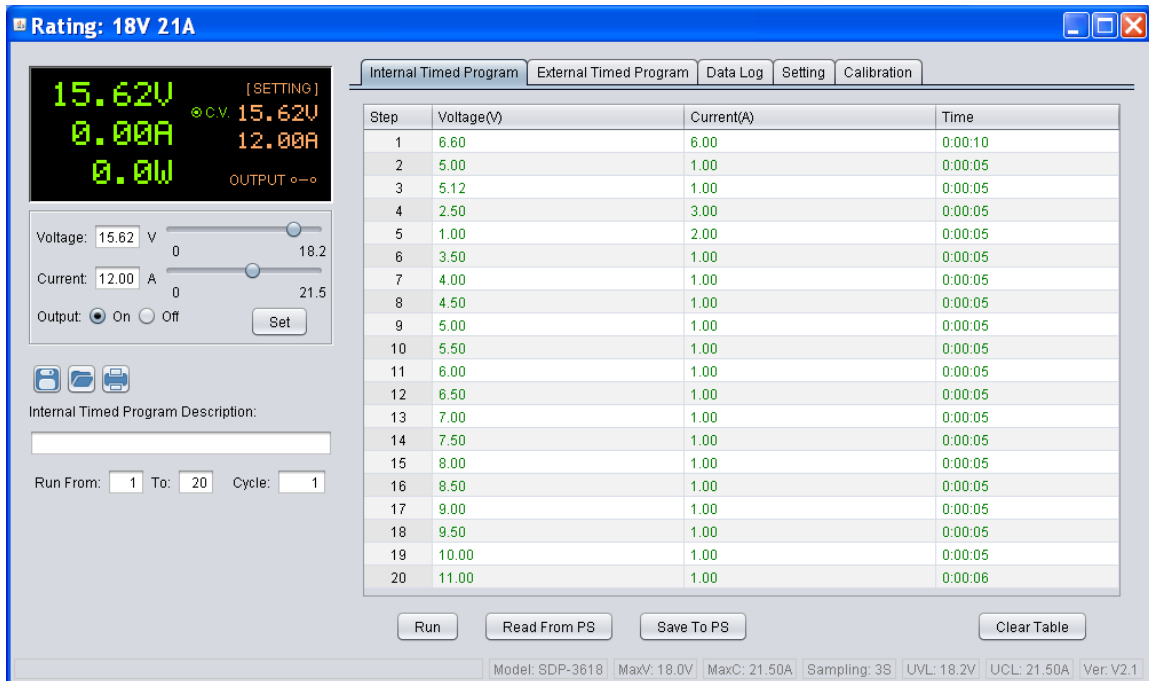 Rating: 18V 21A
15.62V
[SETTING]
C.V. 15.62V
0.00A
12.00A
0.0W
OUTPUT
Voltage: 15.62 V
0 18.2
Current: 12.00 A
0 21.5
Output: On Off
Set
Internal Timed Program Description:
Run From: 1 To: 20 Cycle: 1
Internal Timed Program External Timed Program Data Log Setting Calibration
Step Voltage(V) Current(A) Time
1 6.60 6.00 0:00:10
2 5.00 1.00 0:00:05
3 5.12 1.00 0:00:05
4 2.50 3.00 0:00:05
5 1.00 2.00 0:00:05
6 3.50 1.00 0:00:05
7 4.00 1.00 0:00:05
8 4.50 1.00 0:00:05
9 5.00 1.00 0:00:05
10 5.50 1.00 0:00:05
11 6.00 1.00 0:00:05
12 6.50 1.00 0:00:05
13 7.00 1.00 0:00:05
14 7.50 1.00 0:00:05
15 8.00 1.00 0:00:05
16 8.50 1.00 0:00:05
17 9.00 1.00 0:00:05
18 9.50 1.00 0:00:05
19 10.00 1.00 0:00:05
20 11.00 1.00 0:00:06
Run Read From PS Save To PS Clear Table
Model: SDP-3618 MaxV: 18.0V MaxC: 21.50A Sampling: 3S UVL: 18.2V UCL: 21.50A Ver: V2.1